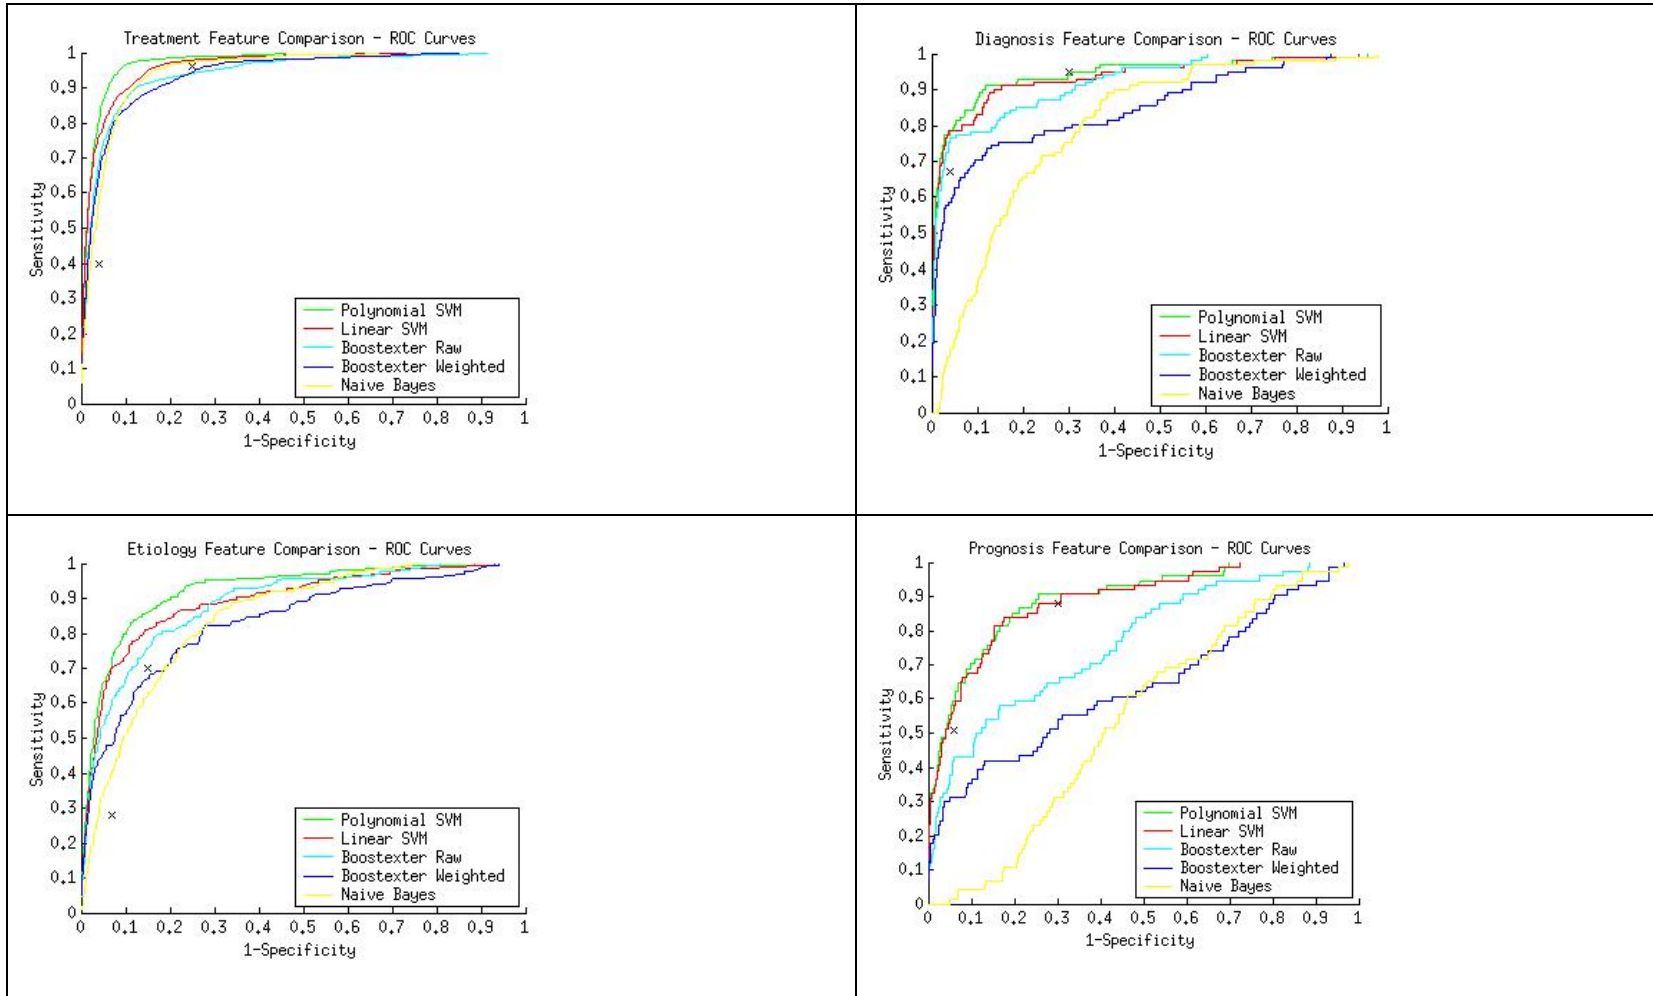 Treatment Feature Comparison - ROC Curves
1
0.9
0.8
0.7
0.6
0.5
0.4
0.3
0.2
0.1
0
Sensitivity
Polynomial SVM
Linear SVM
Boostexter Raw
Boostexter Weighted
Naive Bayes
0 0.1 0.2 0.3 0.4 0.5 0.6 0.7 0.8 0.9 1
1-Specificity
Diagnosis Feature Comparison - ROC Curves
1
0.9
0.8
0.7
0.6
0.5
0.4
0.3
0.2
0.1
0
Sensitivity
Polynomial SVM
Linear SVM
Boostexter Raw
Boostexter Weighted
Naive Bayes
0 0.1 0.2 0.3 0.4 0.5 0.6 0.7 0.8 0.9 1
1-Specificity
Etiology Feature Comparison - ROC Curves
1
0.9
0.8
0.7
0.6
0.5
0.4
0.3
0.2
0.1
0
Sensitivity
Polynomial SVM
Linear SVM
Boostexter Raw
Boostexter Weighted
Naive Bayes
0 0.1 0.2 0.3 0.4 0.5 0.6 0.7 0.8 0.9 1
1-Specificity
Prognosis Feature Comparison - ROC Curves
1
0.9
0.8
0.7
0.6
0.5
0.4
0.3
0.2
0.1
0
Sensitivity
Polynomial SVM
Linear SVM
Boostexter Raw
Boostexter Weighted
Naive Bayes
0 0.1 0.2 0.3 0.4 0.5 0.6 0.7 0.8 0.9 1
1-Specificity